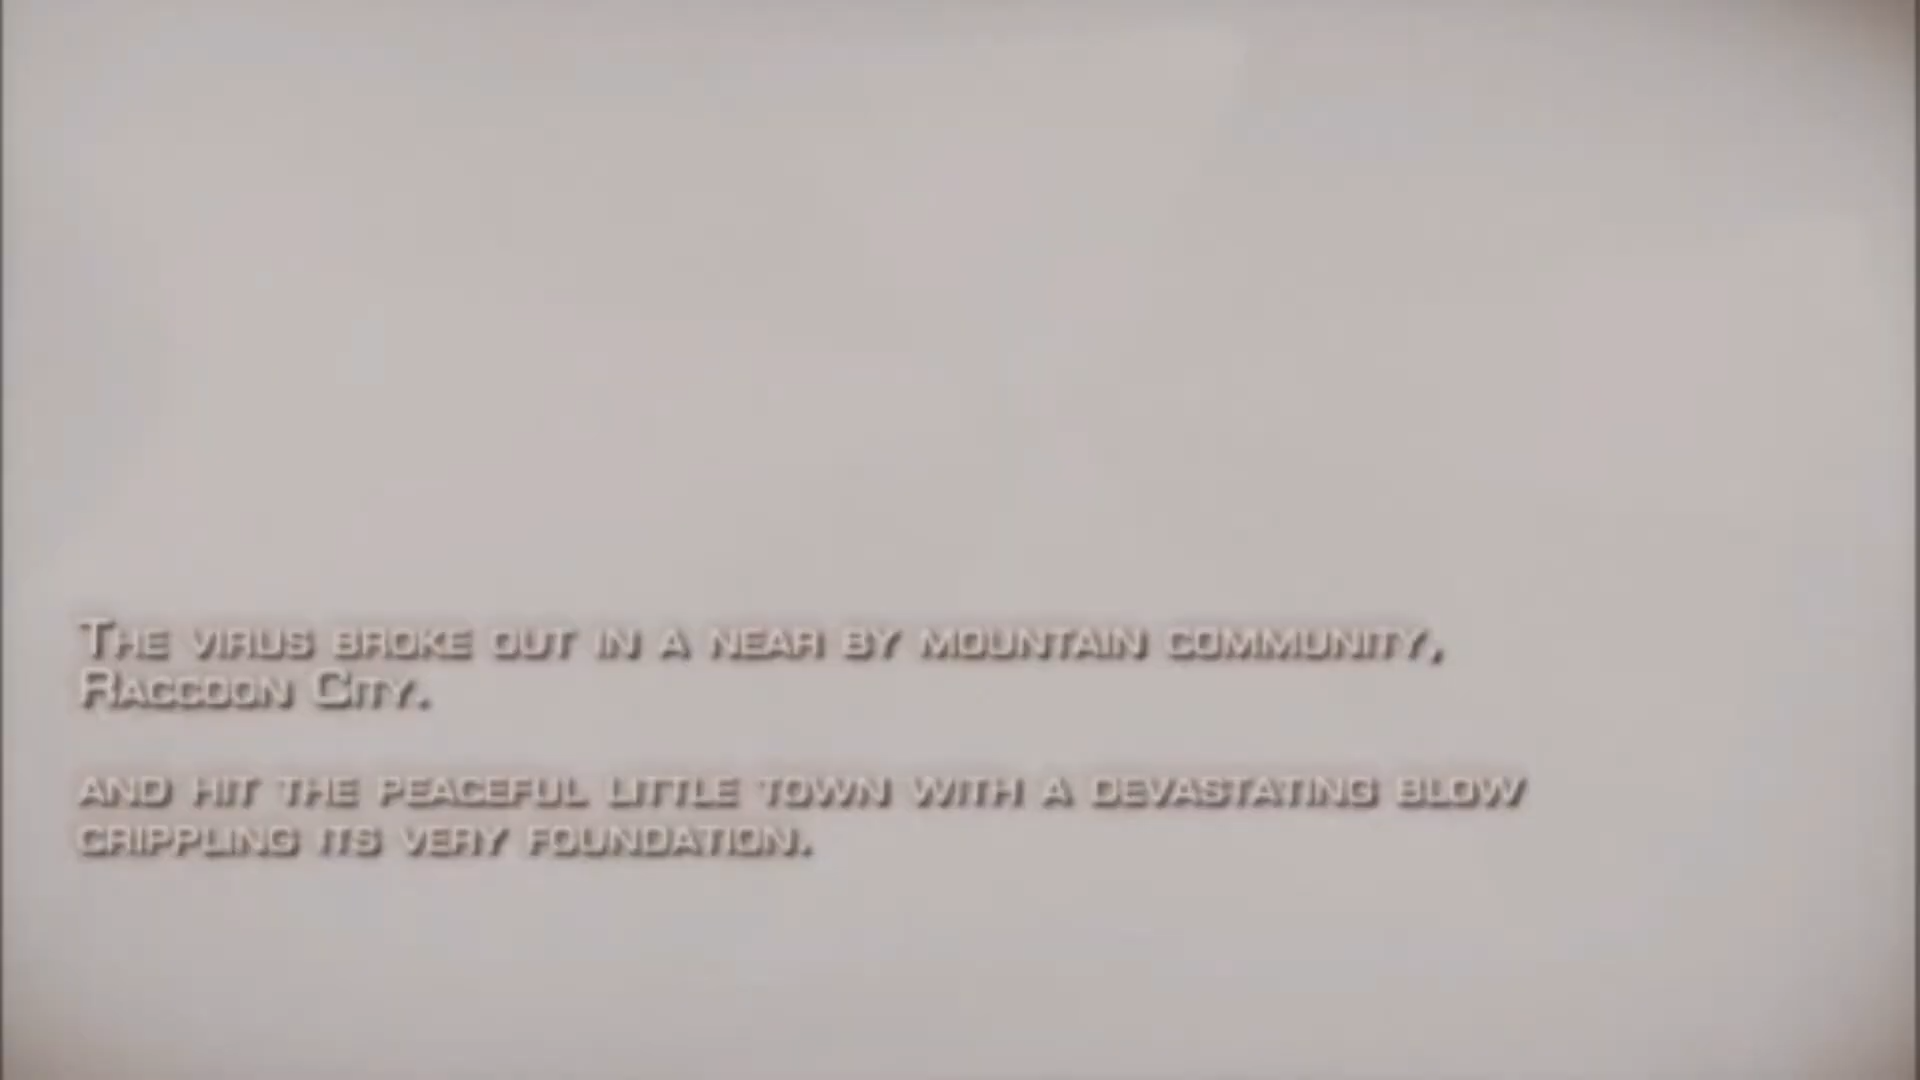 The virus broke out in a near by mountain community,
Raccoon City.
and hit the peaceful little town with a devastating blow
crippling its very foundation.